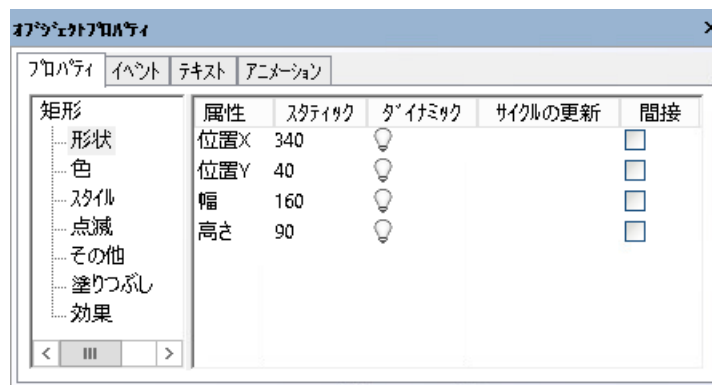 ｵﾌﾞｼﾞｪｸﾄﾌﾟﾛﾊﾟﾃｨ
ﾌﾟﾛﾊﾟﾃｨ ｲﾍﾞﾝﾄ ﾃｷｽﾄ ｱﾆﾒｰｼｮﾝ
矩形
形状
色
ｽﾀｲﾙ
点滅
その他
塗りつぶし
効果
属性 ｽﾀﾃｨｯｸ ﾀﾞｲﾅﾐｯｸ ｻｲｸﾙの更新 間接
位置X 340
位置Y 40
幅 160
高さ 90